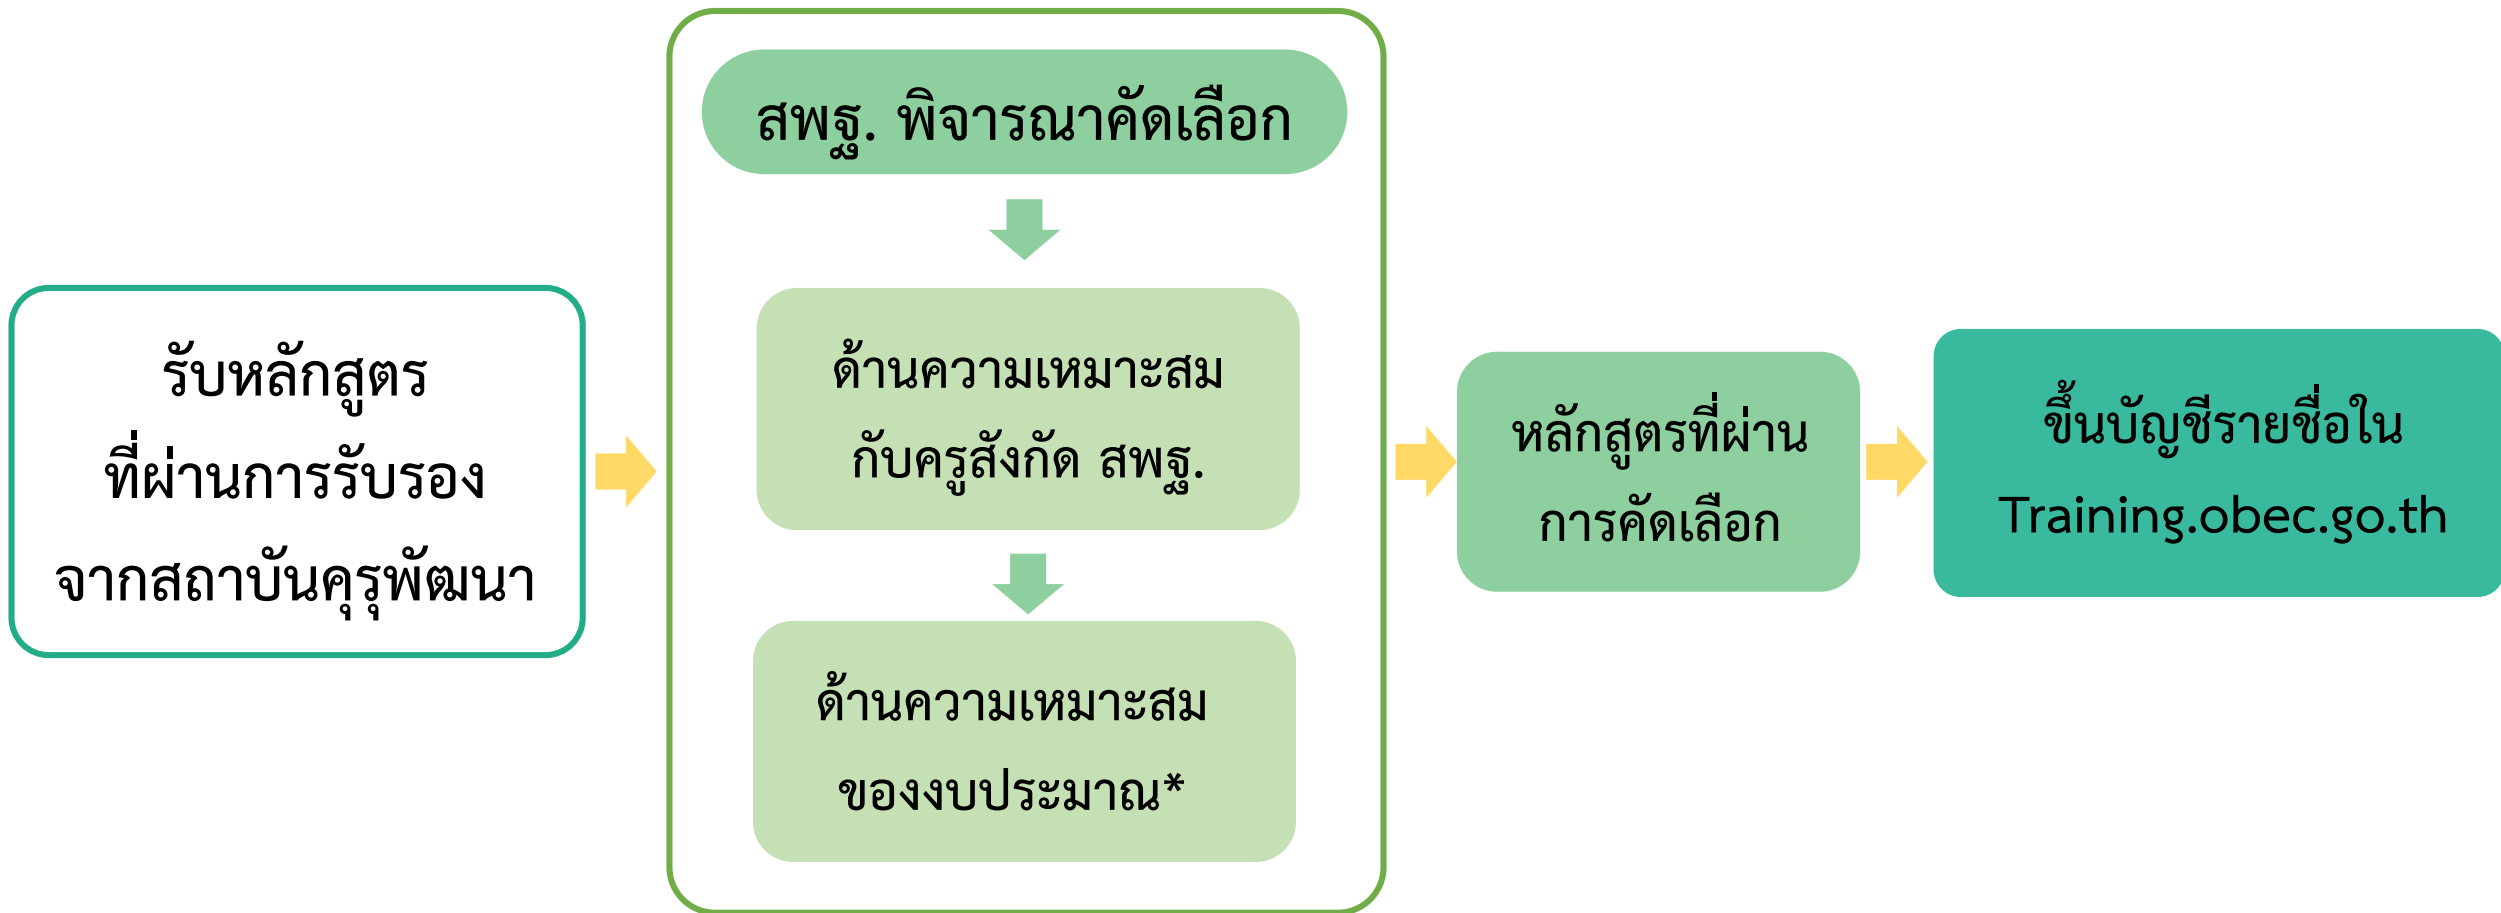 รับหลักสูตร
ที่ผ่านการรับรอง
จากสถาบันคุรุพัฒนา
สพฐ. พิจารณาคัดเลือก
ด้านความเหมาะสม
กับครูสังกัด สพฐ.
ด้านความเหมาะสม
ของงบประมาณ*
หลักสูตรที่ผ่าน
การคัดเลือก
ขึ้นบัญชีรายชื่อใน
Training.obec.go.th